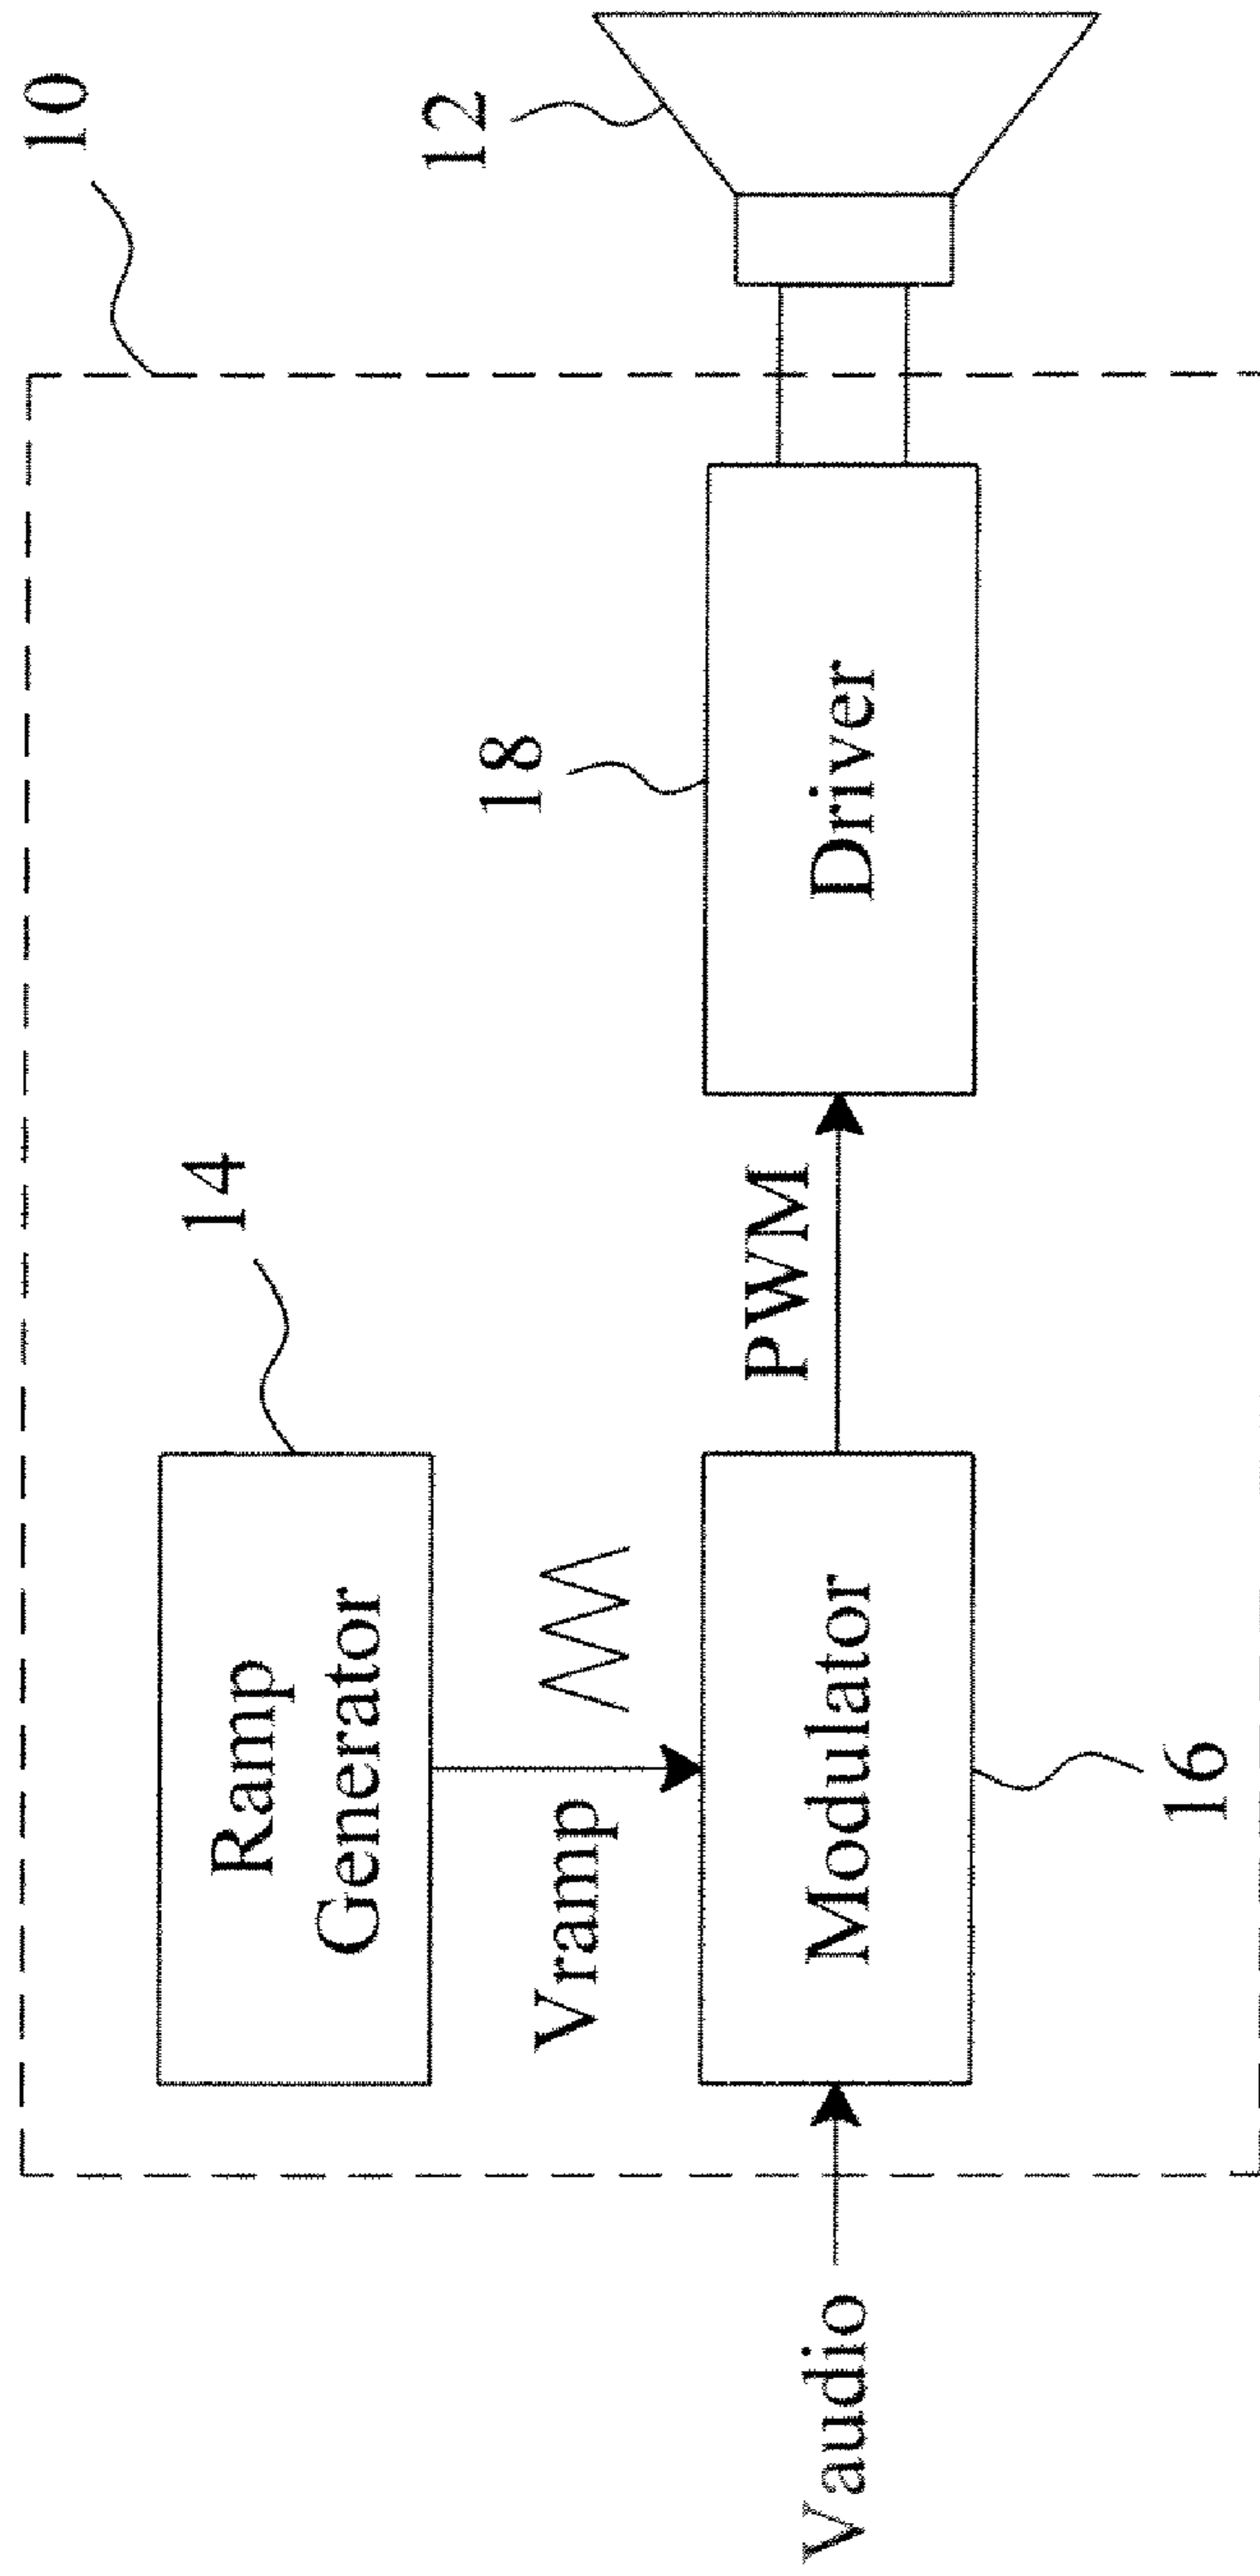 10
12
14
18
Ramp
Generator
Vramp
PWM
Vaudio
Modulator
Driver
16